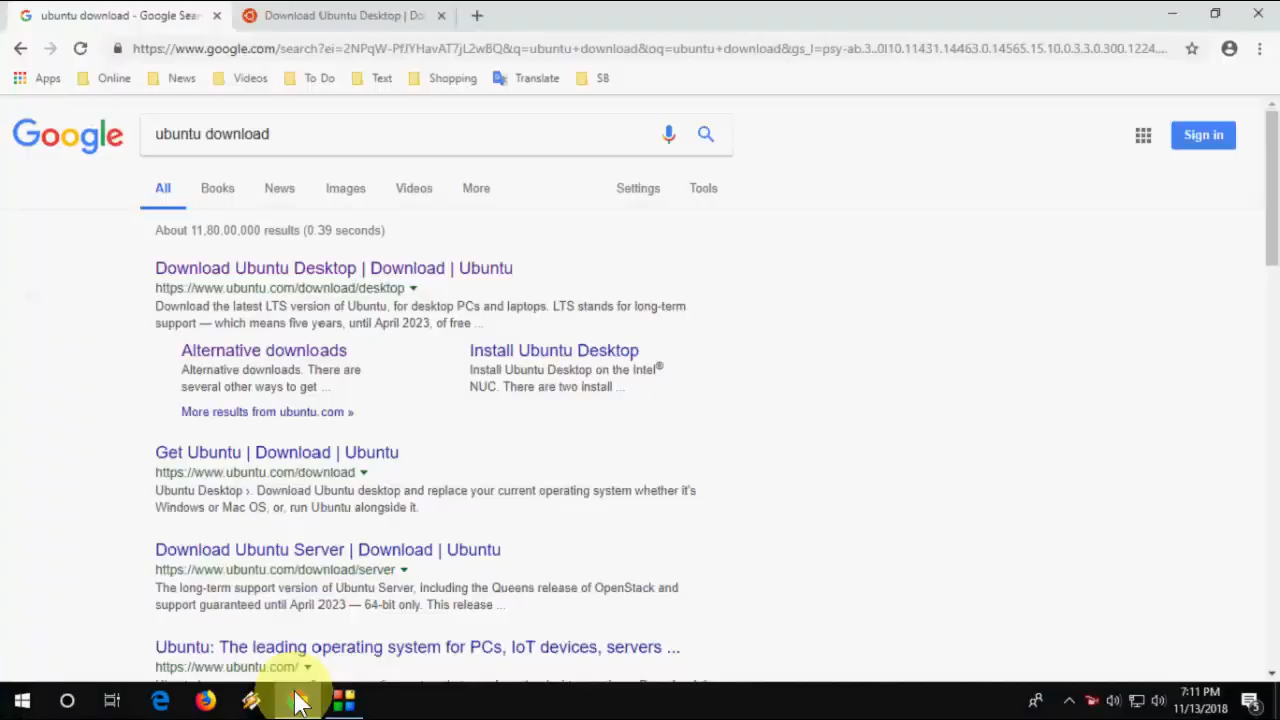 ubuntu download - Google Sear
Download Ubuntu Desktop | Do
https://www.google.com/search?ei=2NPqW-PfJYHavAT7jL2wBQ&q=ubuntu+download&oq=ubuntu+download&gs_l=psy-ab.3..0l10.11431.14463.0.14565.15.10.0.3.3.0.300.1224....
Apps Online News Videos To Do Text Shopping Translate SB
Google
ubuntu download
Sign in
All Books News Images Videos More Settings Tools
About 11,80,00,000 results (0.39 seconds)
Download Ubuntu Desktop | Download | Ubuntu
https://www.ubuntu.com/download/desktop
Download the latest LTS version of Ubuntu, for desktop PCs and laptops. LTS stands for long-term
support — which means five years, until April 2023, of free ...
Alternative downloads
Alternative downloads. There are
several other ways to get ...
Install Ubuntu Desktop
Install Ubuntu Desktop on the Intel®
NUC. There are two install ...
More results from ubuntu.com »
Get Ubuntu | Download | Ubuntu
https://www.ubuntu.com/download
Ubuntu Desktop ›. Download Ubuntu desktop and replace your current operating system whether it's
Windows or Mac OS, or, run Ubuntu alongside it.
Download Ubuntu Server | Download | Ubuntu
https://www.ubuntu.com/download/server
The long-term support version of Ubuntu Server, including the Queens release of OpenStack and
support guaranteed until April 2023 — 64-bit only. This release ...
Ubuntu: The leading operating system for PCs, IoT devices, servers ...
https://www.ubuntu.com/
7:11 PM
11/13/2018
5